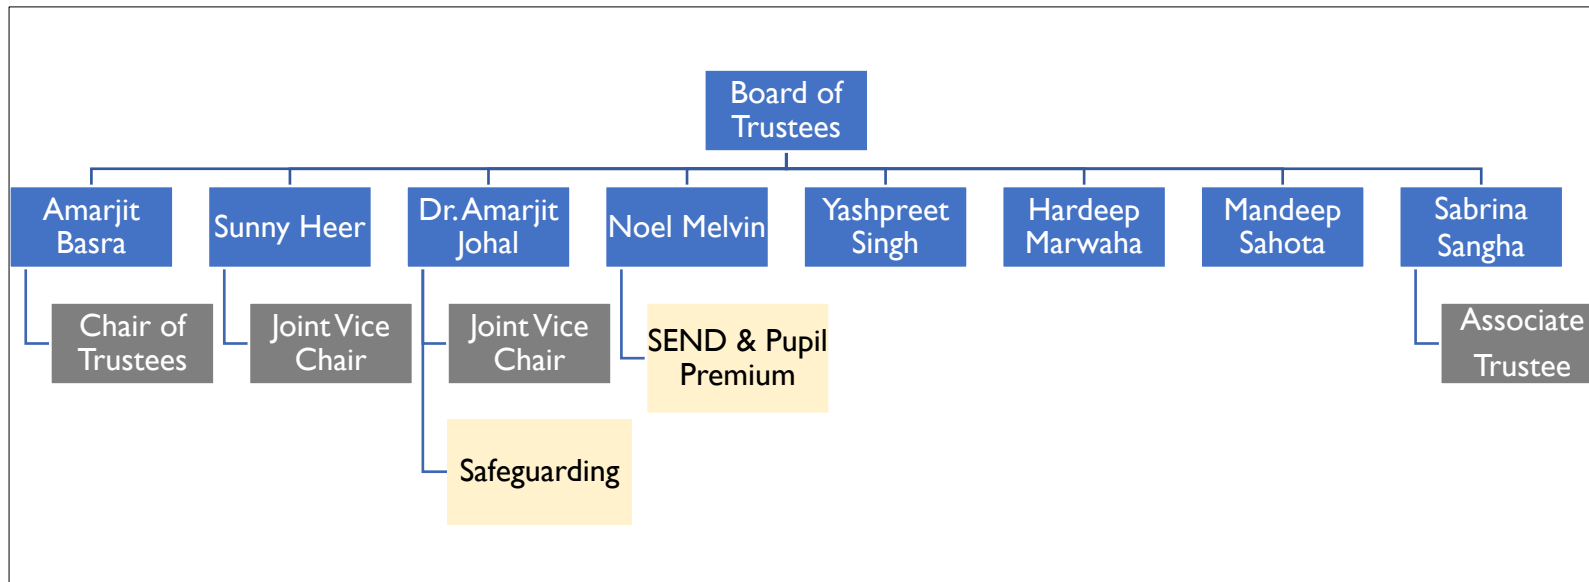 Board of
Trustees
Amarjit
Basra
Sunny Heer
Dr. Amarjit
Johal
Noel Melvin
Yashpreet
Singh
Hardeep
Marwaha
Mandeep
Sahota
Sabrina
Sangha
Chair of
Trustees
Joint Vice
Chair
Joint Vice
Chair
SEND & Pupil
Premium
Associate
Trustee
Safeguarding